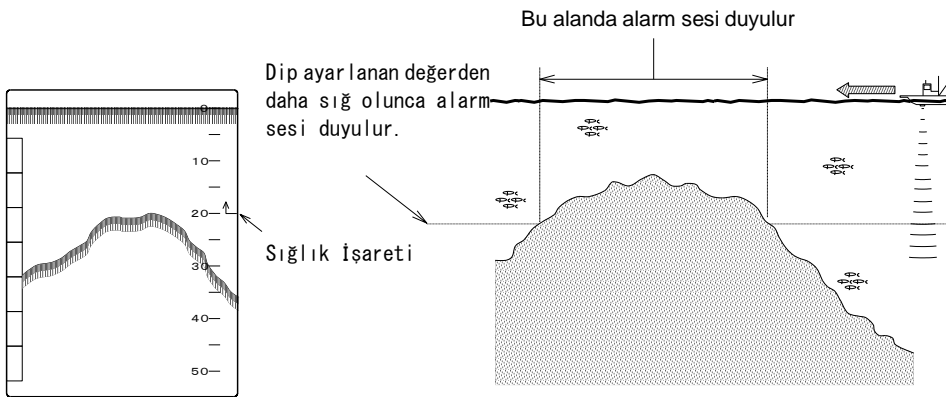 Bu alanda alarm sesi duyulur
Dip ayarlanan değerden
daha sığ olunca alarm
sesi duyulur.
Sığlık İşareti
0
10
20
30
40
50